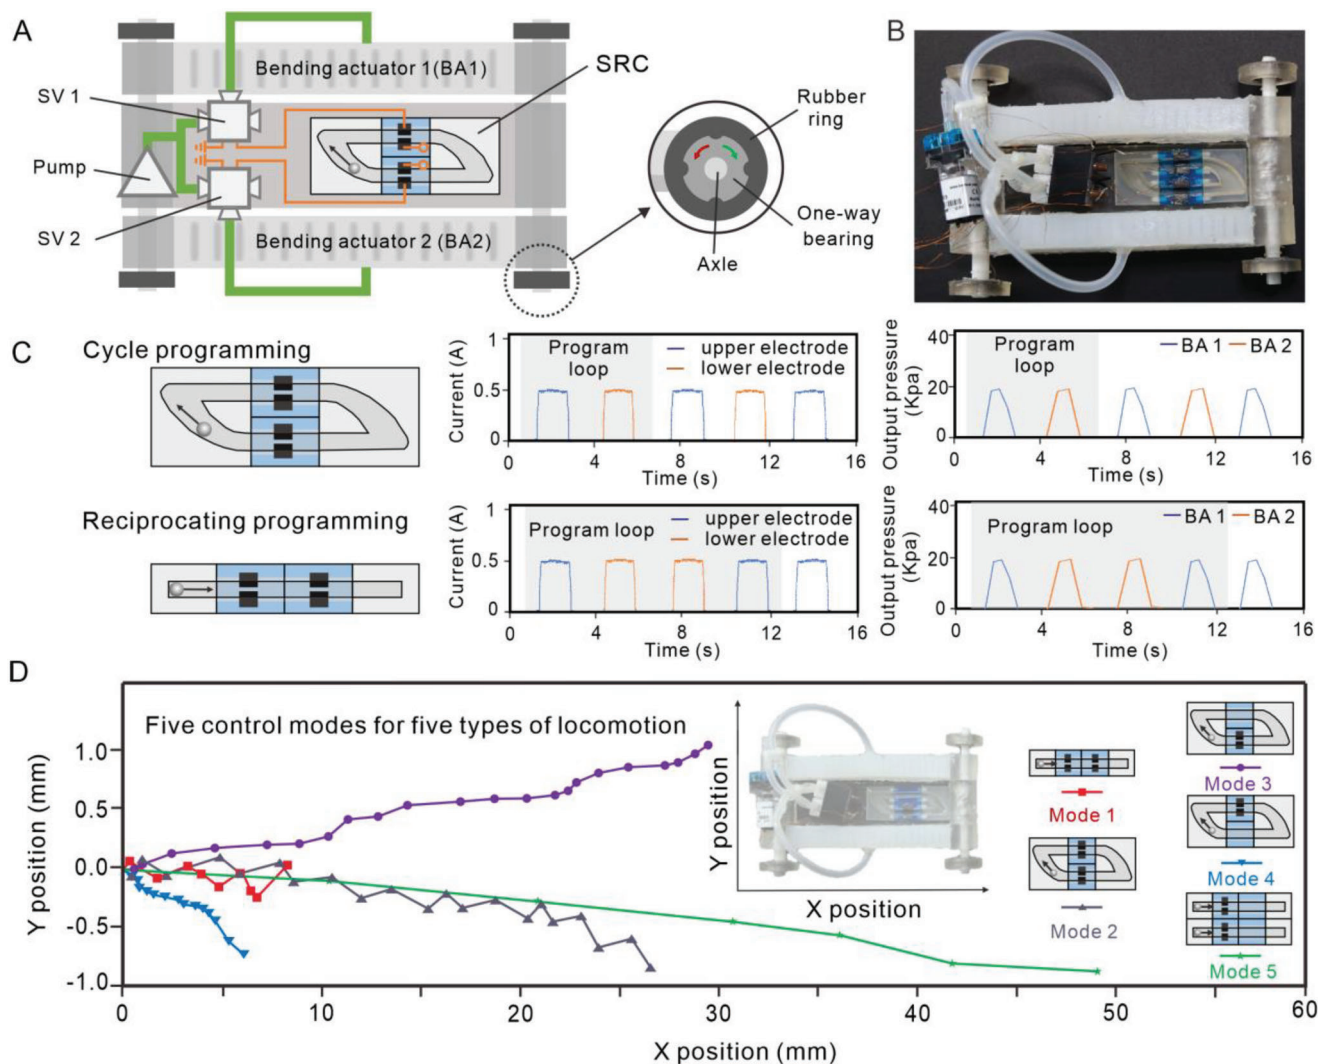 A
Bending actuator 1(BA1)
SRC
SV 1
Pump
SV 2
Bending actuator 2 (BA2)
Rubber
ring
One-way
bearing
Axle
B
C
Cycle programming
Current (A)
1
0.5
0
Program
loop
upper electrode
lower electrode
0
4
8
12
16
Time (s)
Output pressure
(Kpa)
40
20
0
Program
loop
BA 1
BA 2
0
4
8
12
16
Time (s)
Reciprocating programming
Current (A)
1
0.5
0
Program loop
upper electrode
lower electrode
0
4
8
12
16
Time (s)
Output pressure
(Kpa)
40
20
0
Program loop
BA 1
BA 2
0
4
8
12
16
Time (s)
D
Five control modes for five types of locomotion
Y position (mm)
1.0
0.5
0.0
-0.5
-1.0
0
10
20
30
40
50
60
X position (mm)
Y position
X position
Mode 1
Mode 2
Mode 3
Mode 4
Mode 5